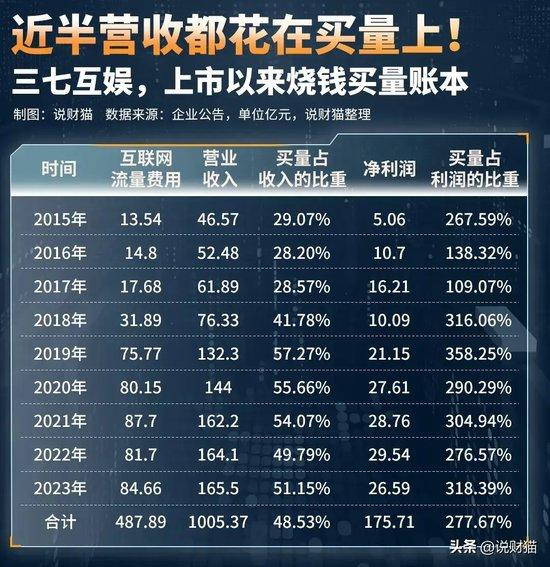 近半营收都花在买量上！
三七互娱，上市以来烧钱买量账本
制图：说财猫 数据来源：企业公告，单位亿元，说财猫整理
时间 互联网流量费用 营业收入 买量占收入的比重 净利润 买量占利润的比重
2015年 13.54 46.57 29.07% 5.06 267.59%
2016年 14.8 52.48 28.20% 10.7 138.32%
2017年 17.68 61.89 28.57% 16.21 109.07%
2018年 31.89 76.33 41.78% 10.09 316.06%
2019年 75.77 132.3 57.27% 21.15 358.25%
2020年 80.15 144 55.66% 27.61 290.29%
2021年 87.7 162.2 54.07% 28.76 304.94%
2022年 81.7 164.1 49.79% 29.54 276.57%
2023年 84.66 165.5 51.15% 26.59 318.39%
合计 487.89 1005.37 48.53% 175.71 277.67%
头条@说财猫